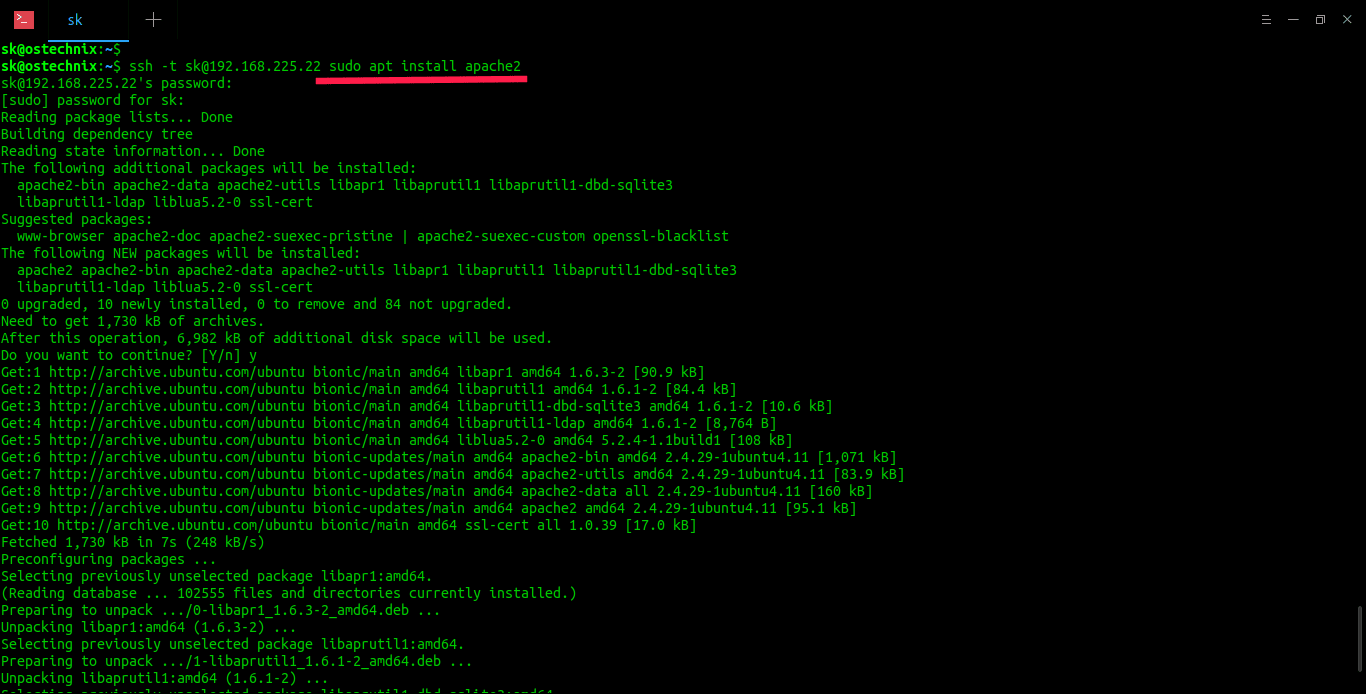 sk
sk@ostechnix:~$
sk@ostechnix:~$ ssh -t sk@192.168.225.22 sudo apt install apache2
sk@192.168.225.22's password:
[sudo] password for sk:
Reading package lists... Done
Building dependency tree
Reading state information... Done
The following additional packages will be installed:
  apache2-bin apache2-data apache2-utils libapr1 libaprutil1 libaprutil1-dbd-sqlite3
  libaprutil1-ldap liblua5.2-0 ssl-cert
Suggested packages:
  www-browser apache2-doc apache2-suexec-pristine | apache2-suexec-custom openssl-blacklist
The following NEW packages will be installed:
  apache2 apache2-bin apache2-data apache2-utils libapr1 libaprutil1 libaprutil1-dbd-sqlite3
  libaprutil1-ldap liblua5.2-0 ssl-cert
0 upgraded, 10 newly installed, 0 to remove and 84 not upgraded.
Need to get 1,730 kB of archives.
After this operation, 6,982 kB of additional disk space will be used.
Do you want to continue? [Y/n] y
Get:1 http://archive.ubuntu.com/ubuntu bionic/main amd64 libapr1 amd64 1.6.3-2 [90.9 kB]
Get:2 http://archive.ubuntu.com/ubuntu bionic/main amd64 libaprutil1 amd64 1.6.1-2 [84.4 kB]
Get:3 http://archive.ubuntu.com/ubuntu bionic/main amd64 libaprutil1-dbd-sqlite3 amd64 1.6.1-2 [10.6 kB]
Get:4 http://archive.ubuntu.com/ubuntu bionic/main amd64 libaprutil1-ldap amd64 1.6.1-2 [8,764 B]
Get:5 http://archive.ubuntu.com/ubuntu bionic/main amd64 liblua5.2-0 amd64 5.2.4-1.1build1 [108 kB]
Get:6 http://archive.ubuntu.com/ubuntu bionic-updates/main amd64 apache2-bin amd64 2.4.29-1ubuntu4.11 [1,071 kB]
Get:7 http://archive.ubuntu.com/ubuntu bionic-updates/main amd64 apache2-utils amd64 2.4.29-1ubuntu4.11 [83.9 kB]
Get:8 http://archive.ubuntu.com/ubuntu bionic-updates/main amd64 apache2-data all 2.4.29-1ubuntu4.11 [160 kB]
Get:9 http://archive.ubuntu.com/ubuntu bionic-updates/main amd64 apache2 amd64 2.4.29-1ubuntu4.11 [95.1 kB]
Get:10 http://archive.ubuntu.com/ubuntu bionic/main amd64 ssl-cert all 1.0.39 [17.0 kB]
Fetched 1,730 kB in 7s (248 kB/s)
Preconfiguring packages ...
Selecting previously unselected package libapr1:amd64.
(Reading database ... 102555 files and directories currently installed.)
Preparing to unpack .../0-libapr1_1.6.3-2_amd64.deb ...
Unpacking libapr1:amd64 (1.6.3-2) ...
Selecting previously unselected package libaprutil1:amd64.
Preparing to unpack .../1-libaprutil1_1.6.1-2_amd64.deb ...
Unpacking libaprutil1:amd64 (1.6.1-2) ...
Selecting previously unselected package libaprutil1-dbd-sqlite3:amd64.